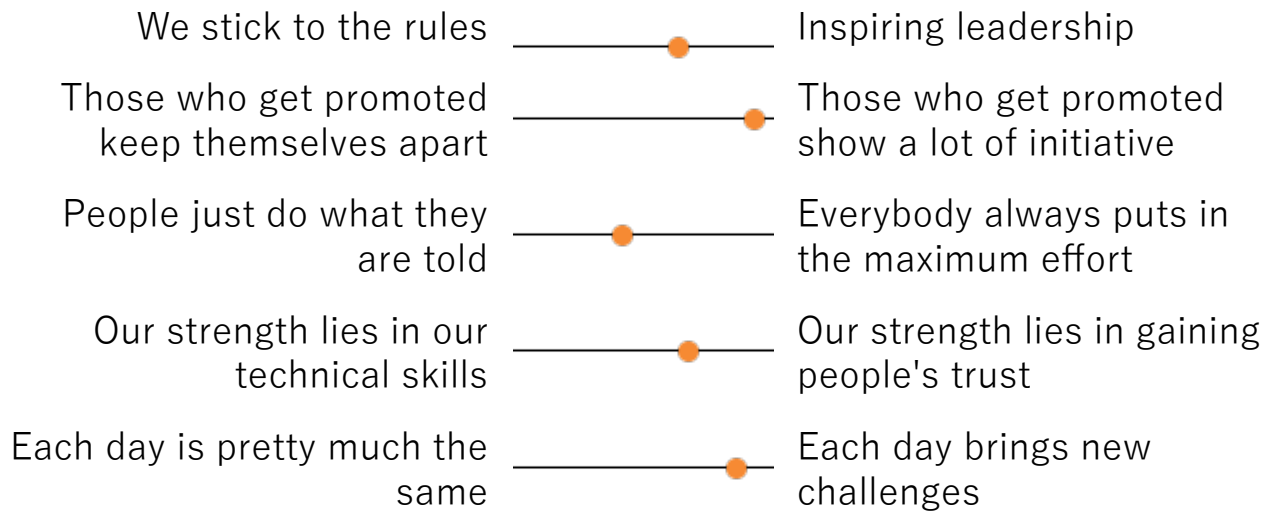 We stick to the rules
Inspiring leadership
Those who get promoted
keep themselves apart
Those who get promoted
show a lot of initiative
People just do what they
are told
Everybody always puts in
the maximum effort
Our strength lies in our
technical skills
Our strength lies in gaining
people's trust
Each day is pretty much the
same
Each day brings new
challenges